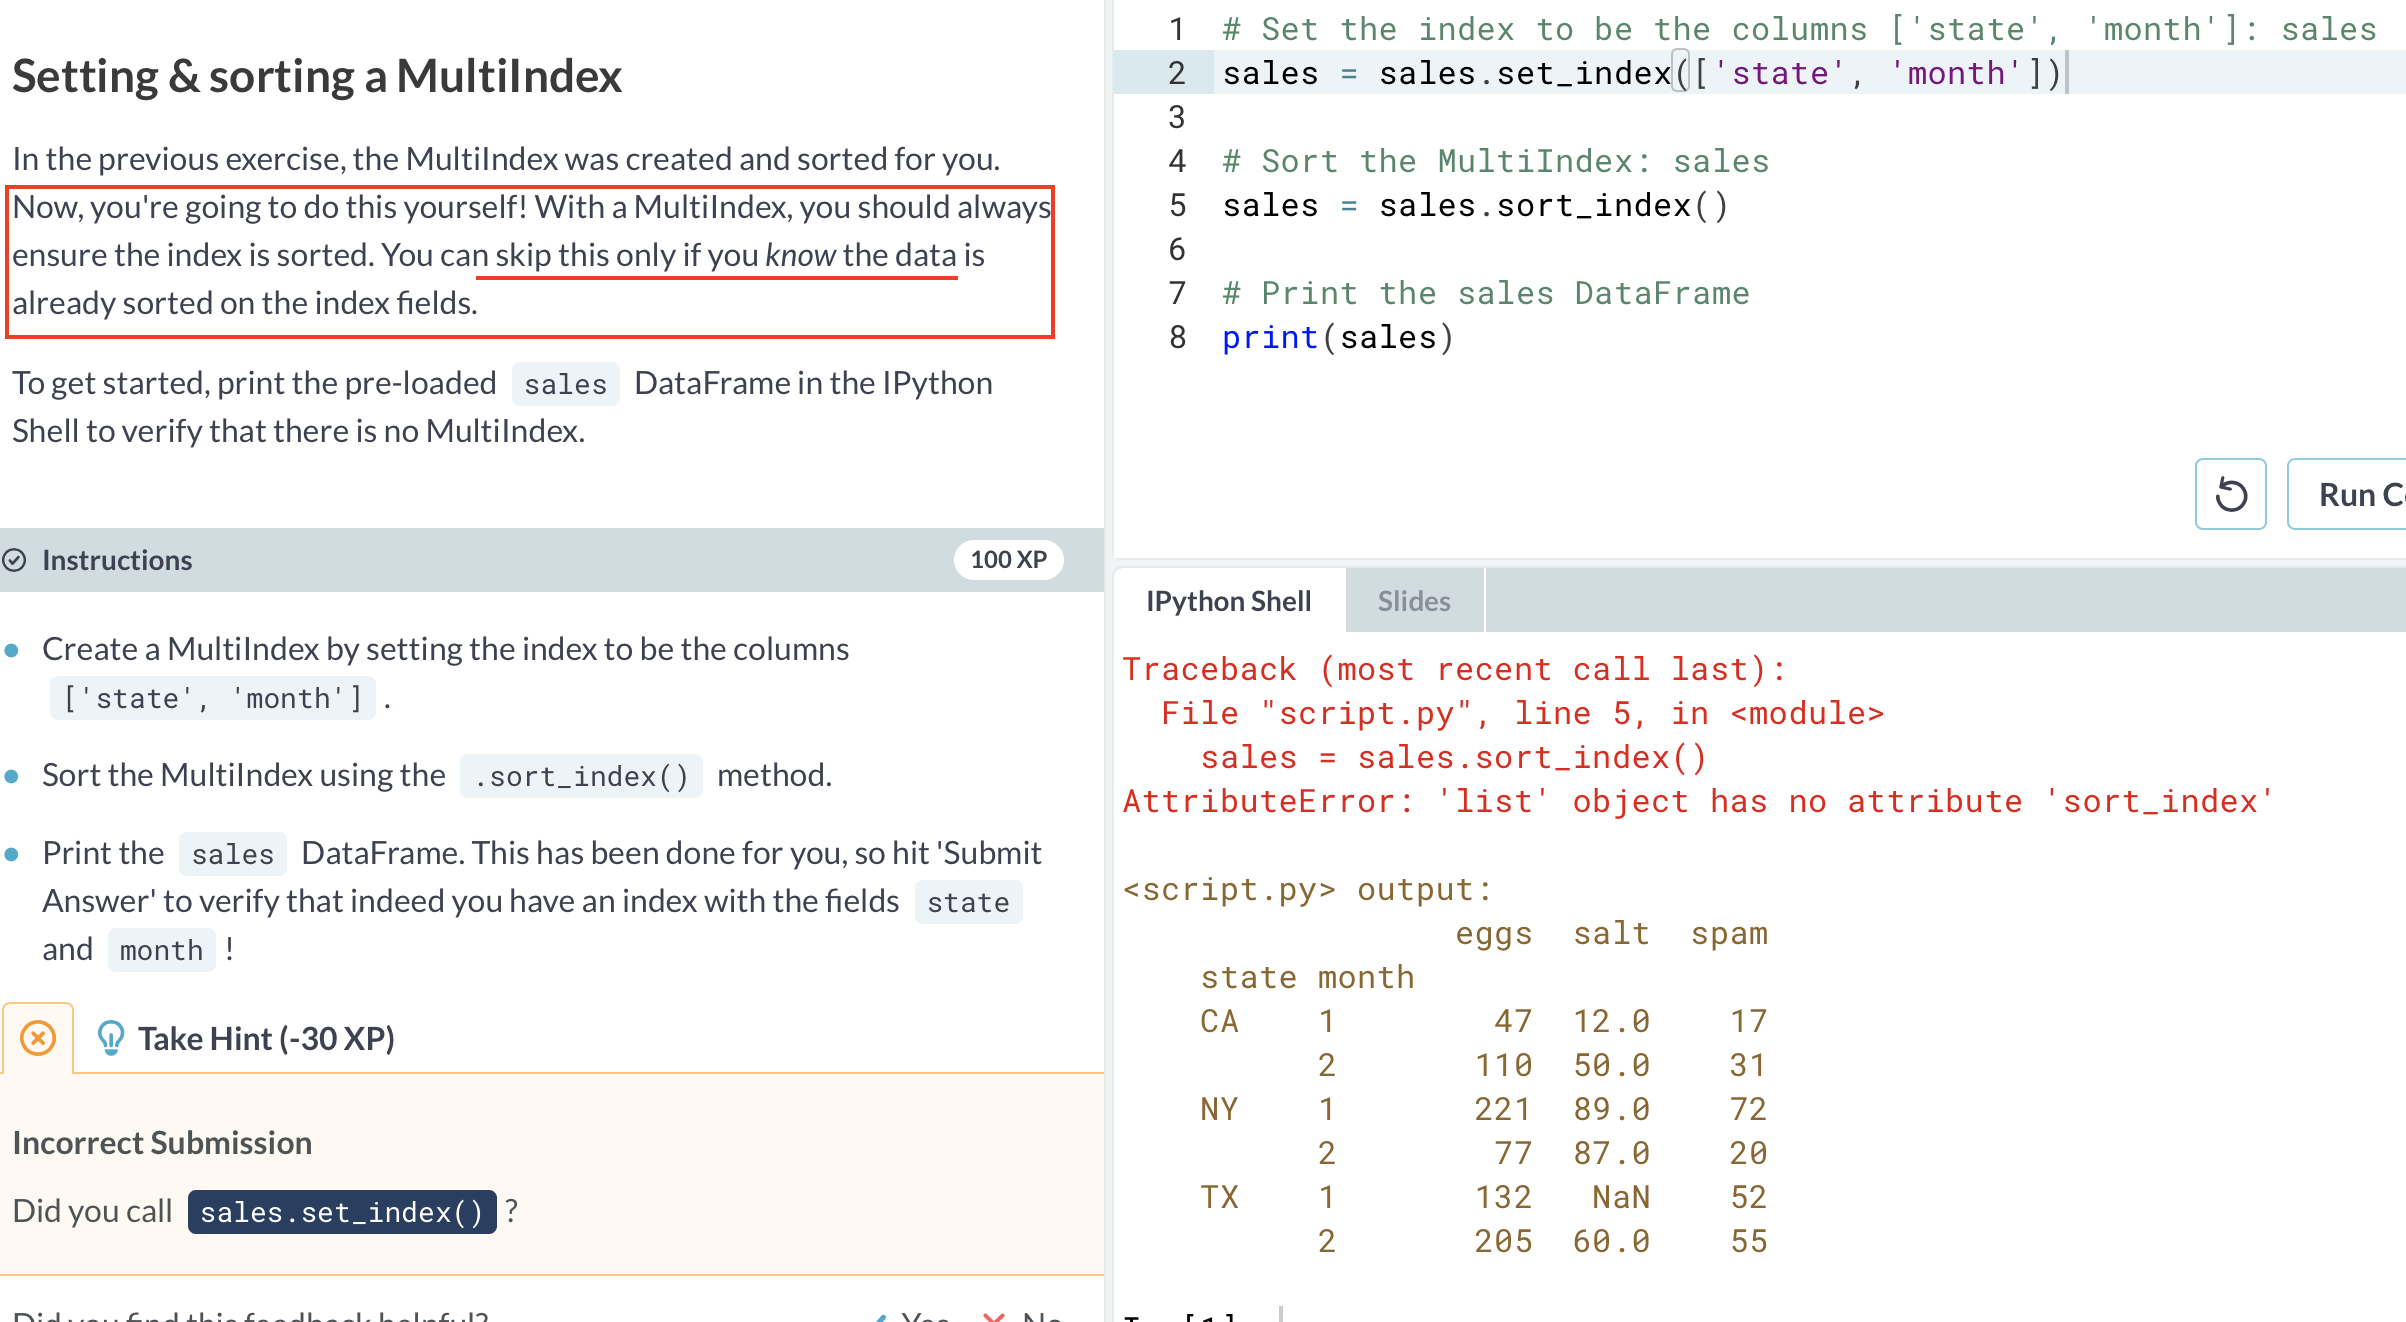 Setting & sorting a MultiIndex
In the previous exercise, the MultiIndex was created and sorted for you.
Now, you're going to do this yourself! With a MultiIndex, you should always
ensure the index is sorted. You can skip this only if you know the data is
already sorted on the index fields.
To get started, print the pre-loaded sales DataFrame in the IPython
Shell to verify that there is no MultiIndex.
Instructions
100 XP
Create a MultiIndex by setting the index to be the columns
['state', 'month'] .
Sort the MultiIndex using the .sort_index() method.
Print the sales DataFrame. This has been done for you, so hit 'Submit
Answer' to verify that indeed you have an index with the fields state
and month !
Take Hint (-30 XP)
Incorrect Submission
Did you call sales.set_index() ?
Did you find this feedback helpful?
Yes No
1 # Set the index to be the columns ['state', 'month']: sales
2 sales = sales.set_index(['state', 'month'])
3
4 # Sort the MultiIndex: sales
5 sales = sales.sort_index()
6
7 # Print the sales DataFrame
8 print(sales)
Run C
IPython Shell Slides
Traceback (most recent call last):
File "script.py", line 5, in <module>
sales = sales.sort_index()
AttributeError: 'list' object has no attribute 'sort_index'
<script.py> output:
eggs salt spam
state month
CA 1 47 12.0 17
2 110 50.0 31
NY 1 221 89.0 72
2 77 87.0 20
TX 1 132 NaN 52
2 205 60.0 55